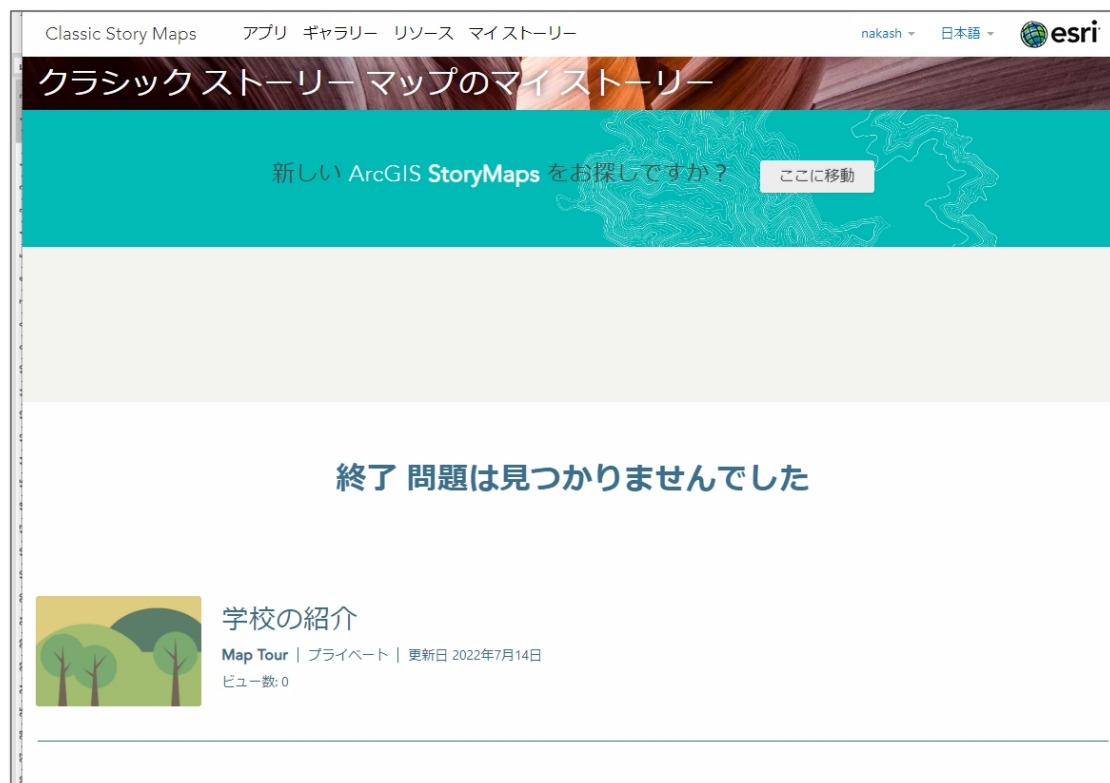 Classic Story Maps アプリ ギャラリー リソース マイ ストーリー nakash 日本語 esri
クラシック ストーリー マップのマイ ストーリー
新しい ArcGIS StoryMaps をお探しですか？ ここに移動
終了 問題は見つかりませんでした
学校の紹介
Map Tour | プライベート | 更新日 2022年7月14日
ビュー数: 0